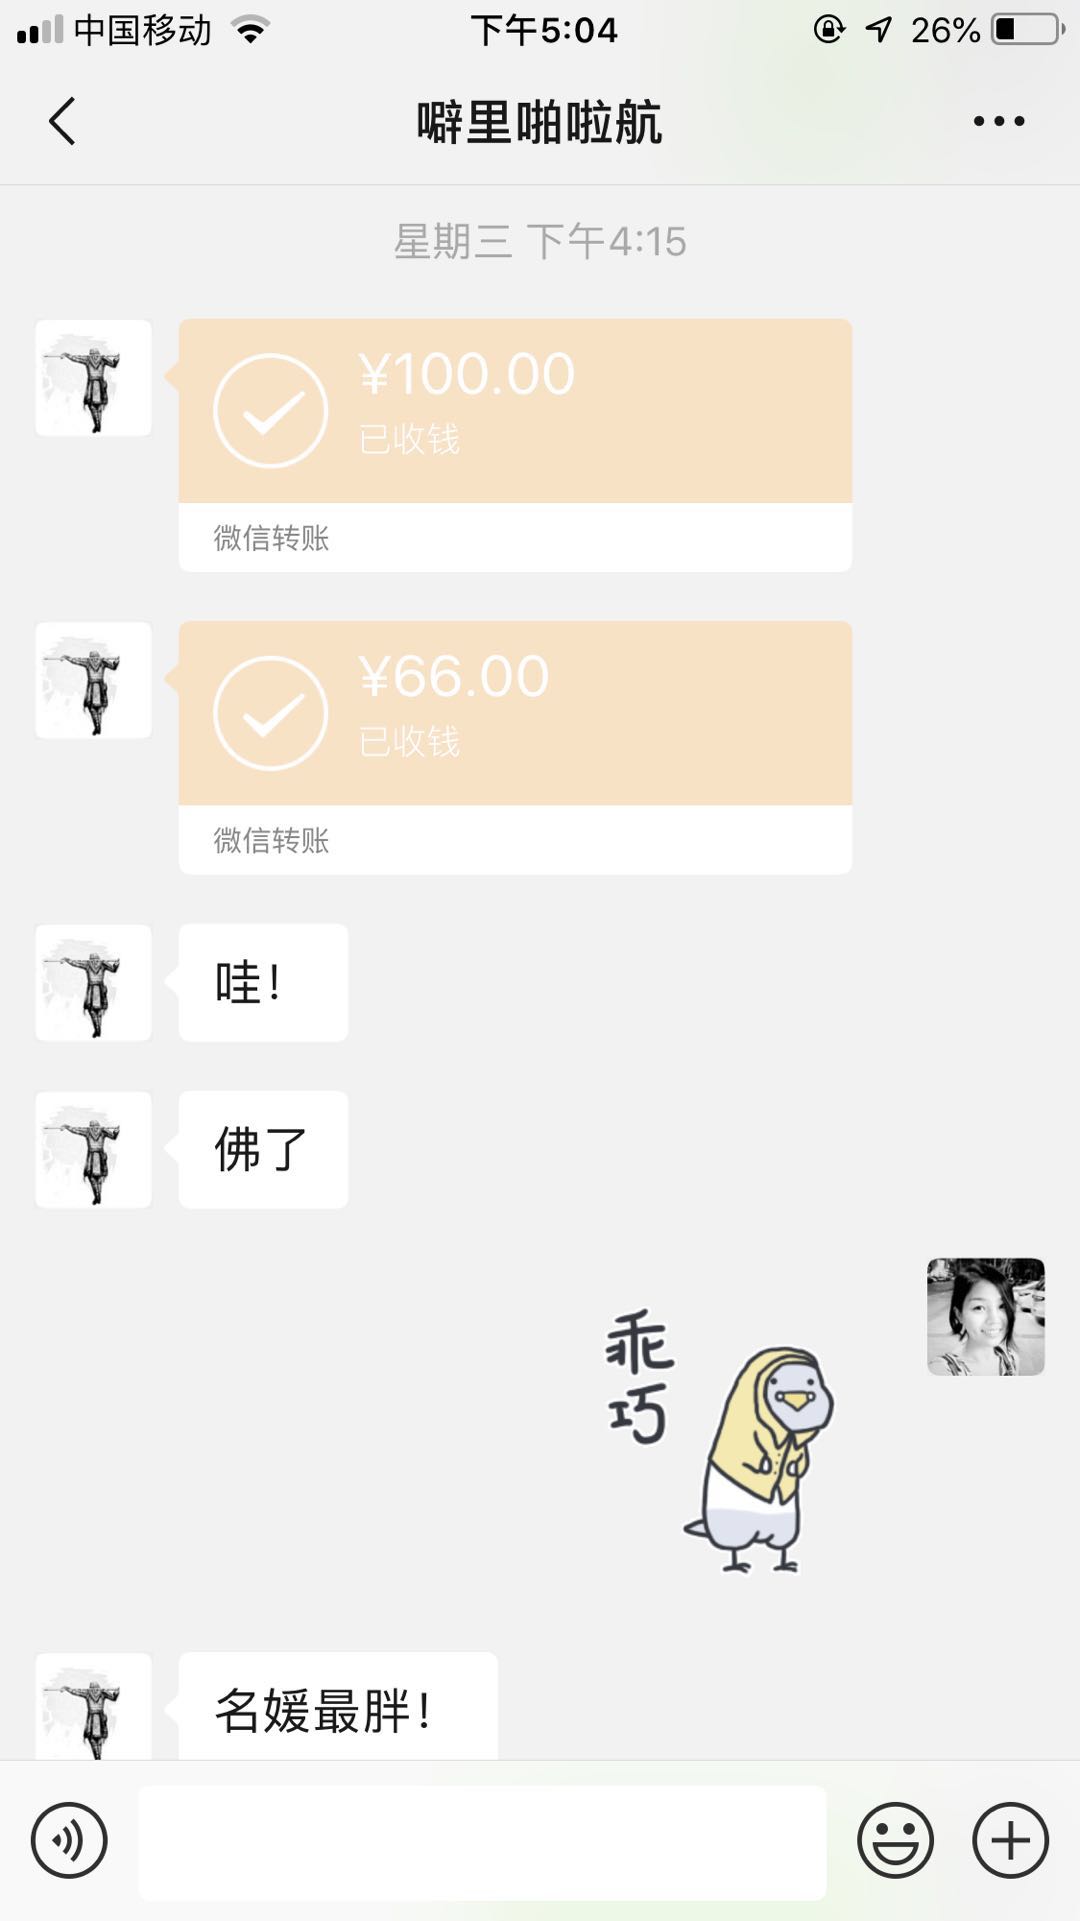 中国移动 下午5:04 26%
噼里啪啦航
星期三 下午4:15
¥100.00
已收钱
微信转账
¥66.00
已收钱
微信转账
哇！
佛了
乖
巧
名媛最胖！